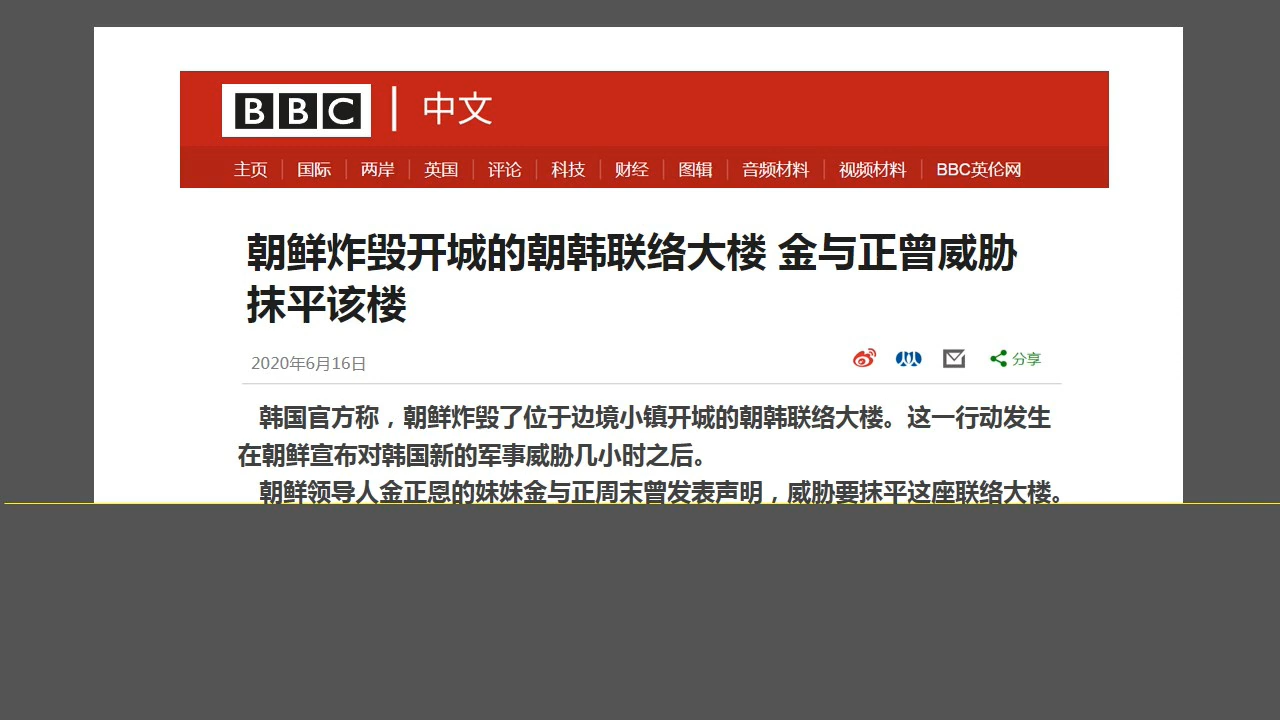 BBC 中文
主页 国际 两岸 英国 评论 科技 财经 图辑 音频材料 视频材料 BBC英伦网
朝鲜炸毁开城的朝韩联络大楼 金与正曾威胁
抹平该楼
2020年6月16日 分享
韩国官方称，朝鲜炸毁了位于边境小镇开城的朝韩联络大楼。这一行动发生
在朝鲜宣布对韩国新的军事威胁几小时之后。
朝鲜领导人金正恩的妹妹金与正周末曾发表声明，威胁要抹平这座联络大楼。